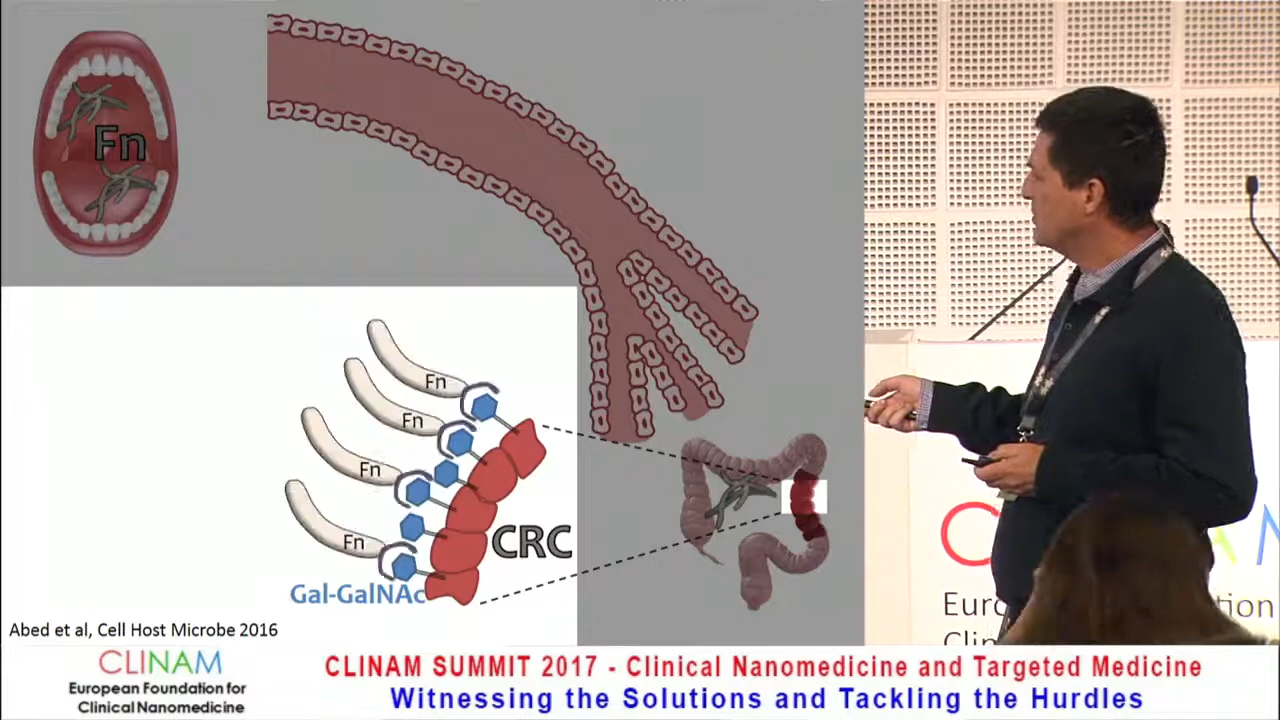 Fn
Fn
Fn
Fn
Fn
CRC
Gal-GalNAc
Abed et al, Cell Host Microbe 2016
CLINAM
European Foundation for
Clinical Nanomedicine
CLINAM SUMMIT 2017 - Clinical Nanomedicine and Targeted Medicine
Witnessing the Solutions and Tackling the Hurdles